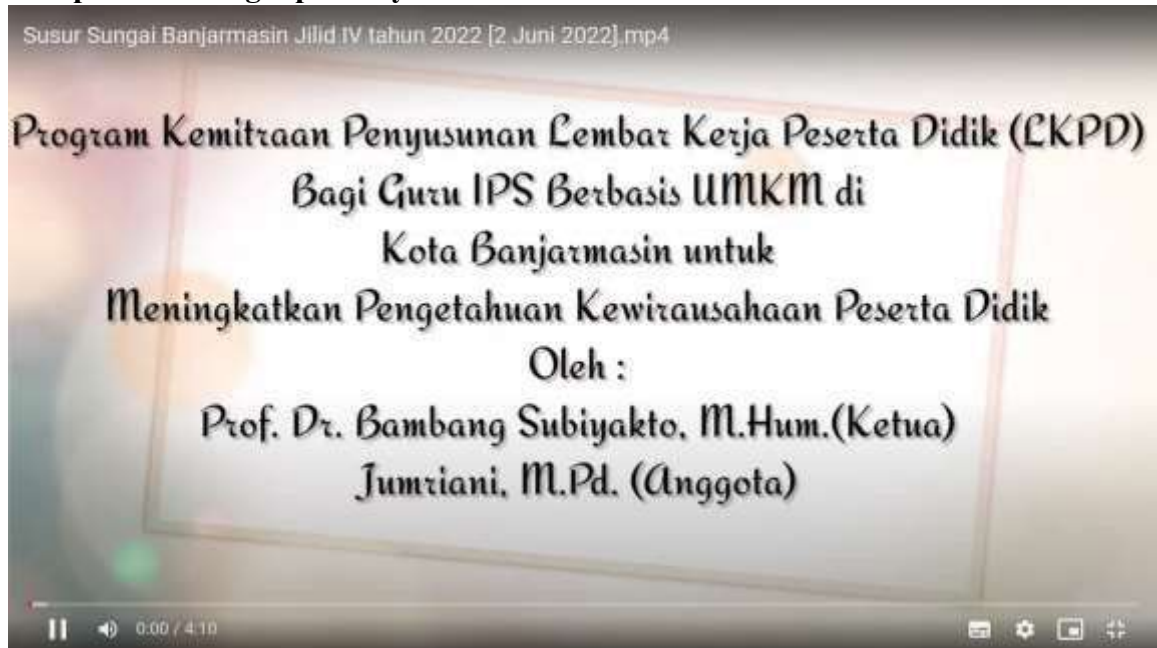 Susur Sungai Banjarmasin Jilid IV tahun 2022 [2 Juni 2022].mp4
Program Kemitraan Penyusunan Lembar Kerja Peserta Didik (LKPD)
Bagi Guru IPS Berbasis UMKM di
Kota Banjarmasin untuk
Meningkatkan Pengetahuan Kewirausahaan Peserta Didik
Oleh :
Prof. Dr. Bambang Subiyakto, M.Hum.(Ketua)
Jumriani, M.Pd. (Anggota)
0:00 / 4:10